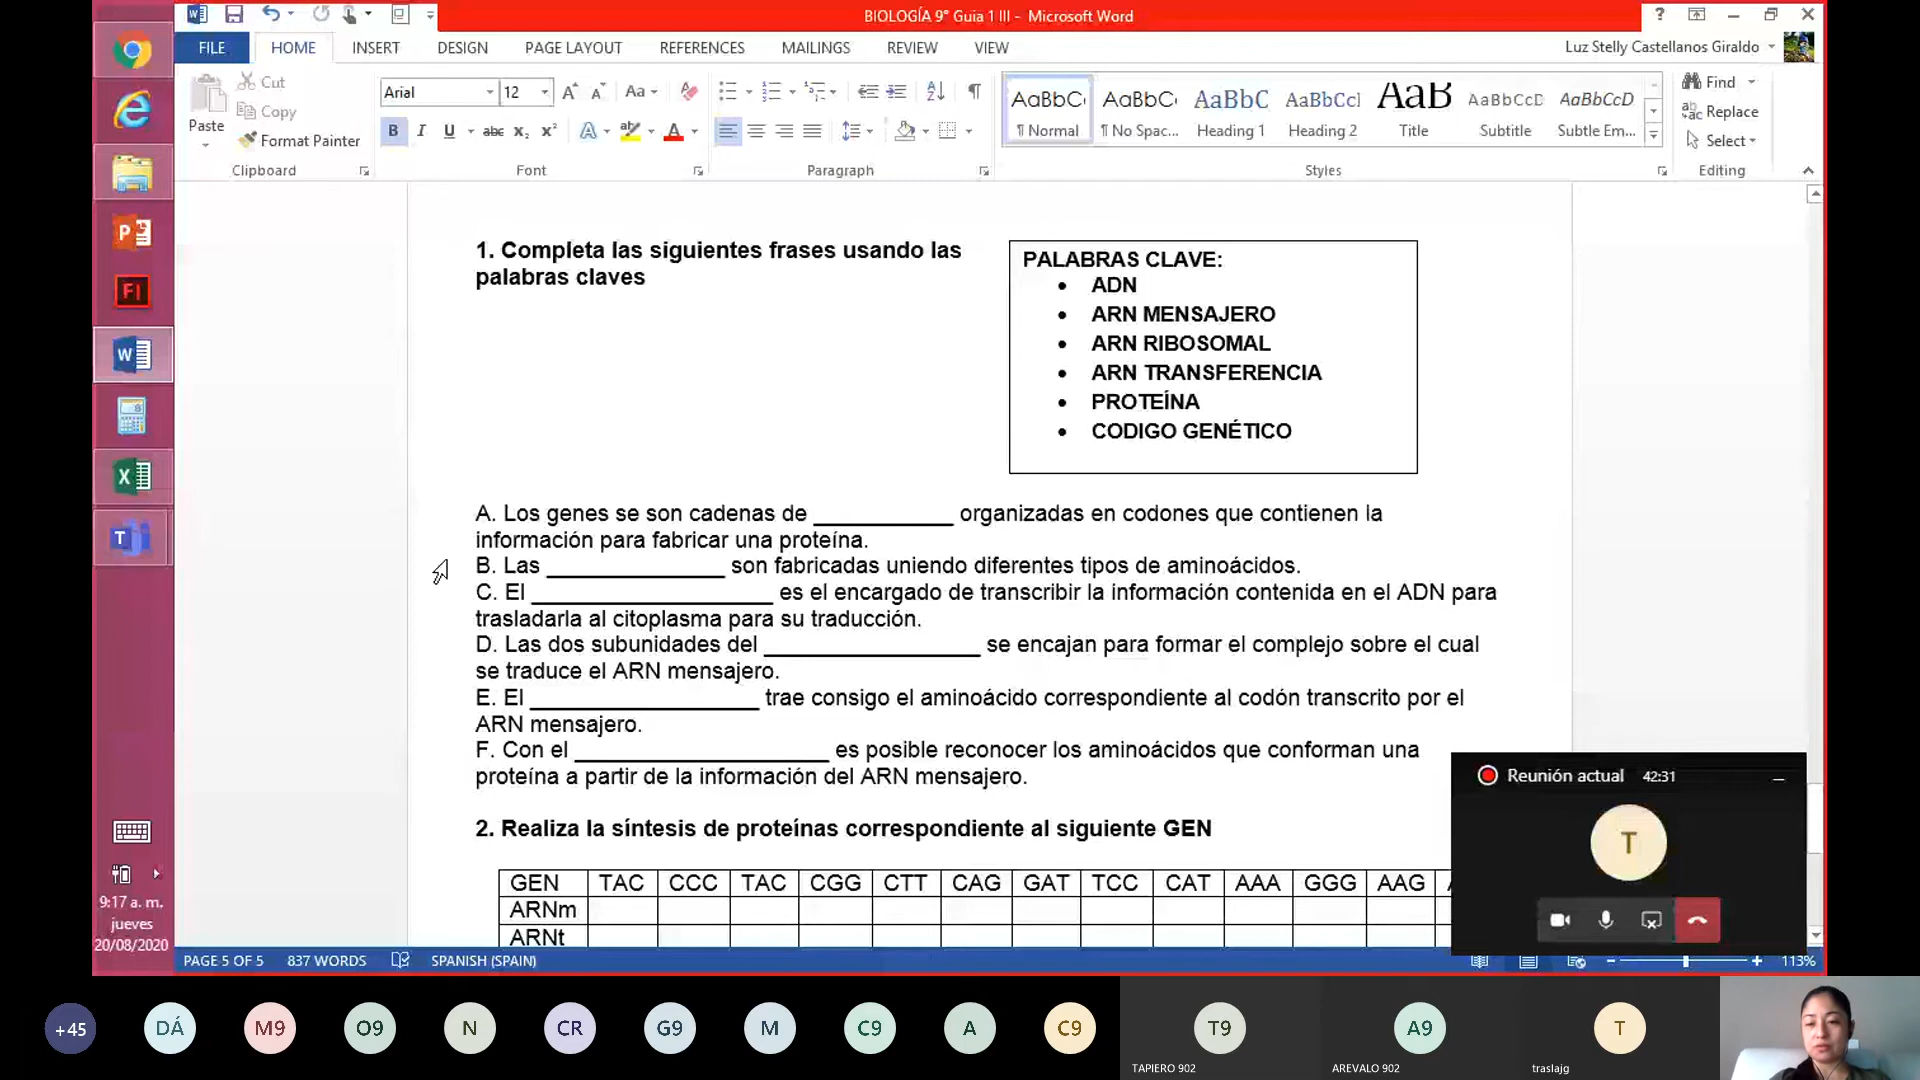 BIOLOGÍA 9° Guia 1 III - Microsoft Word
FILE HOME INSERT DESIGN PAGE LAYOUT REFERENCES MAILINGS REVIEW VIEW
Luz Stelly Castellanos Giraldo
Paste
Cut
Copy
Format Painter
Clipboard
Arial 12
Font
Paragraph
AaBbCc AaBbCc AaBbC AaBbCcl AaB AaBbCcD AaBbCcD
¶ Normal ¶ No Spac... Heading 1 Heading 2 Title Subtitle Subtle Em...
Styles
Find
Replace
Select
Editing
1. Completa las siguientes frases usando las
palabras claves
PALABRAS CLAVE:
• ADN
• ARN MENSAJERO
• ARN RIBOSOMAL
• ARN TRANSFERENCIA
• PROTEÍNA
• CODIGO GENÉTICO
A. Los genes se son cadenas de ___________ organizadas en codones que contienen la
información para fabricar una proteína.
B. Las ______________ son fabricadas uniendo diferentes tipos de aminoácidos.
C. El ___________________ es el encargado de transcribir la información contenida en el ADN para
trasladarla al citoplasma para su traducción.
D. Las dos subunidades del _________________ se encajan para formar el complejo sobre el cual
se traduce el ARN mensajero.
E. El __________________ trae consigo el aminoácido correspondiente al codón transcrito por el
ARN mensajero.
F. Con el ____________________ es posible reconocer los aminoácidos que conforman una
proteína a partir de la información del ARN mensajero.
2. Realiza la síntesis de proteínas correspondiente al siguiente GEN
GEN TAC CCC TAC CGG CTT CAG GAT TCC CAT AAA GGG AAG
ARNm
ARNt
Reunión actual 42:31
T
9:17 a. m.
jueves
20/08/2020
PAGE 5 OF 5 837 WORDS SPANISH (SPAIN) 113%
+45 DÁ M9 O9 N CR G9 M C9 A C9 T9 A9 T
TAPIERO 902 AREVALO 902 traslajg